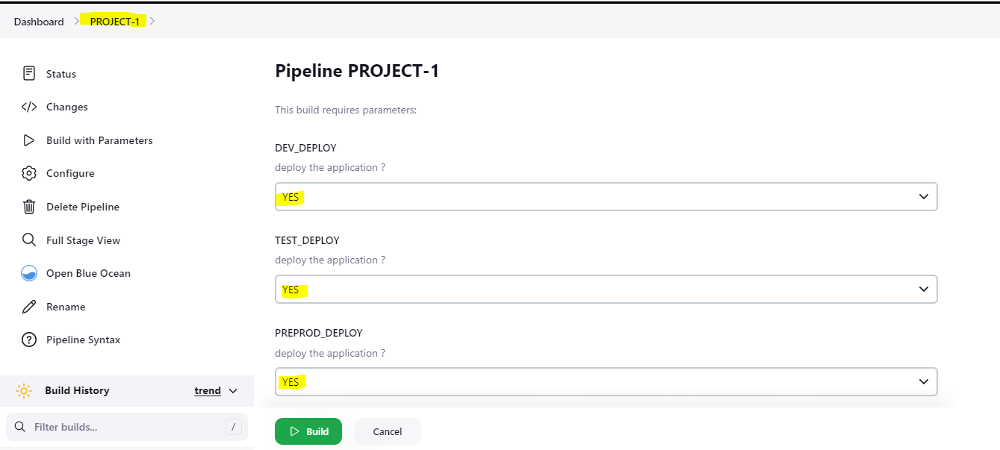 Dashboard > PROJECT-1 >
Status
Changes
Build with Parameters
Configure
Delete Pipeline
Full Stage View
Open Blue Ocean
Rename
Pipeline Syntax
Build History trend
Filter builds... /
Pipeline PROJECT-1
This build requires parameters:
DEV_DEPLOY
deploy the application ?
YES
TEST_DEPLOY
deploy the application ?
YES
PREPROD_DEPLOY
deploy the application ?
YES
Build Cancel